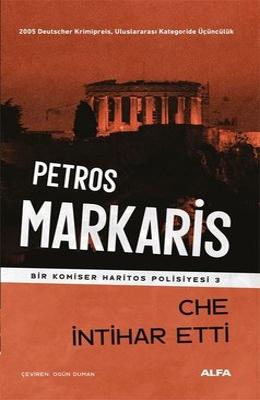 2005 Deutscher Krimipreis, Uluslararası Kategoride Üçüncülük
PETROS
MARKARİS
BİR KOMİSER HARİTOS POLİSİYESİ 3
CHE
İNTİHAR ETTİ
ÇEVİREN: OGÜN DUMAN
ALFA